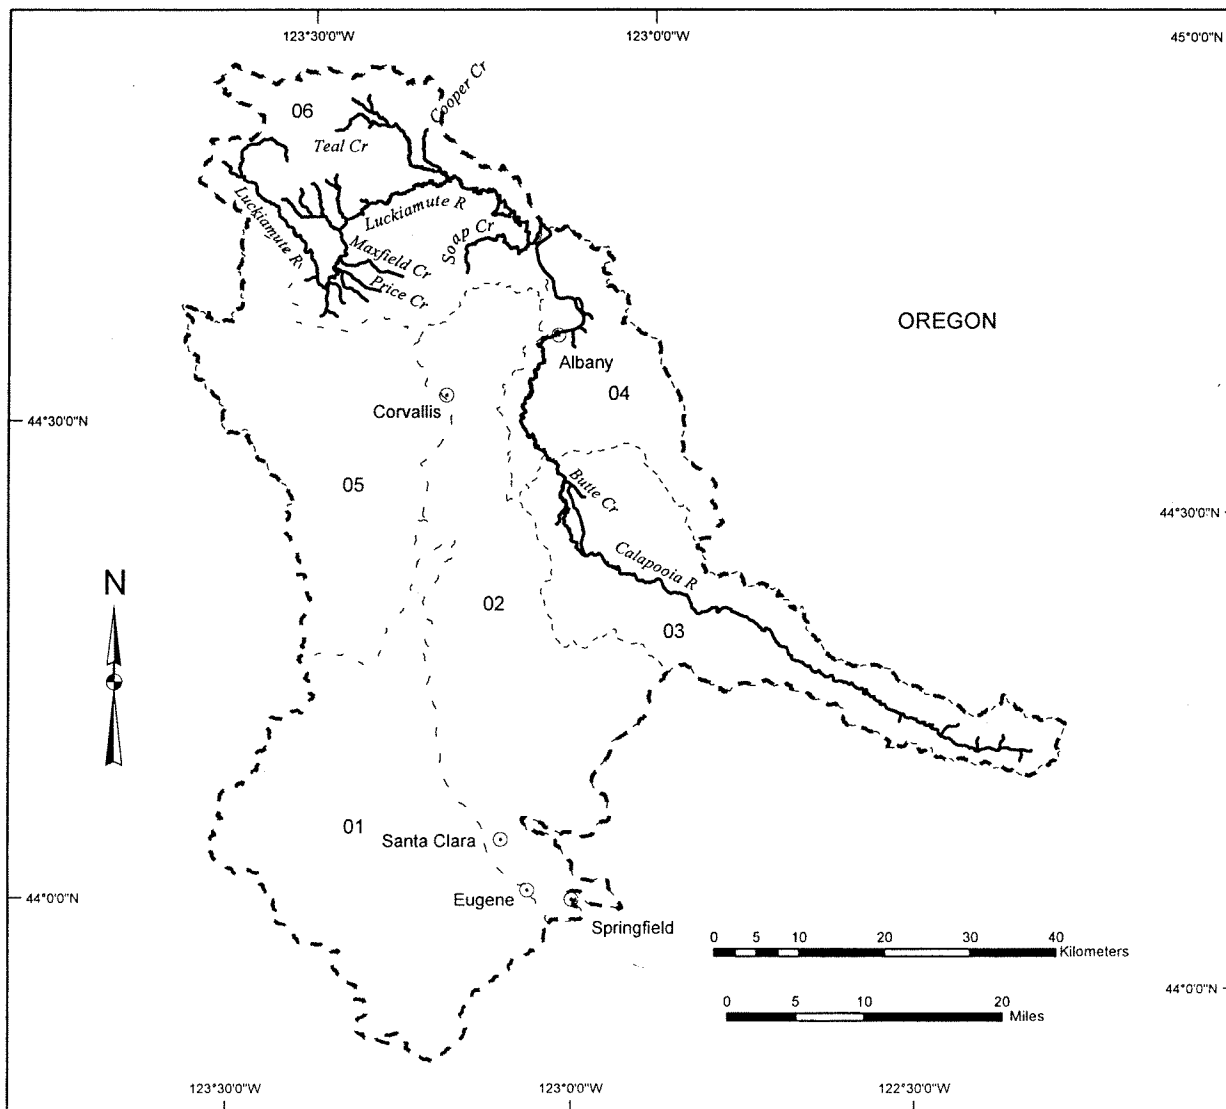 123°30'0"W
123°0'0"W
45°0'0"N
06
Cooper Cr
Teal Cr
Luckiamute R
Luckiamute R
Soap Cr
Maxfield Cr
Price Cr
OREGON
Albany
04
Corvallis
44°30'0"N
05
Butte Cr
44°30'0"N
Calapooia R
N
02
03
01
Santa Clara
Eugene
44°0'0"N
Springfield
0 5 10 20 30 40
Kilometers
44°0'0"N
0 5 10 20
Miles
123°30'0"W
123°0'0"W
122°30'0"W